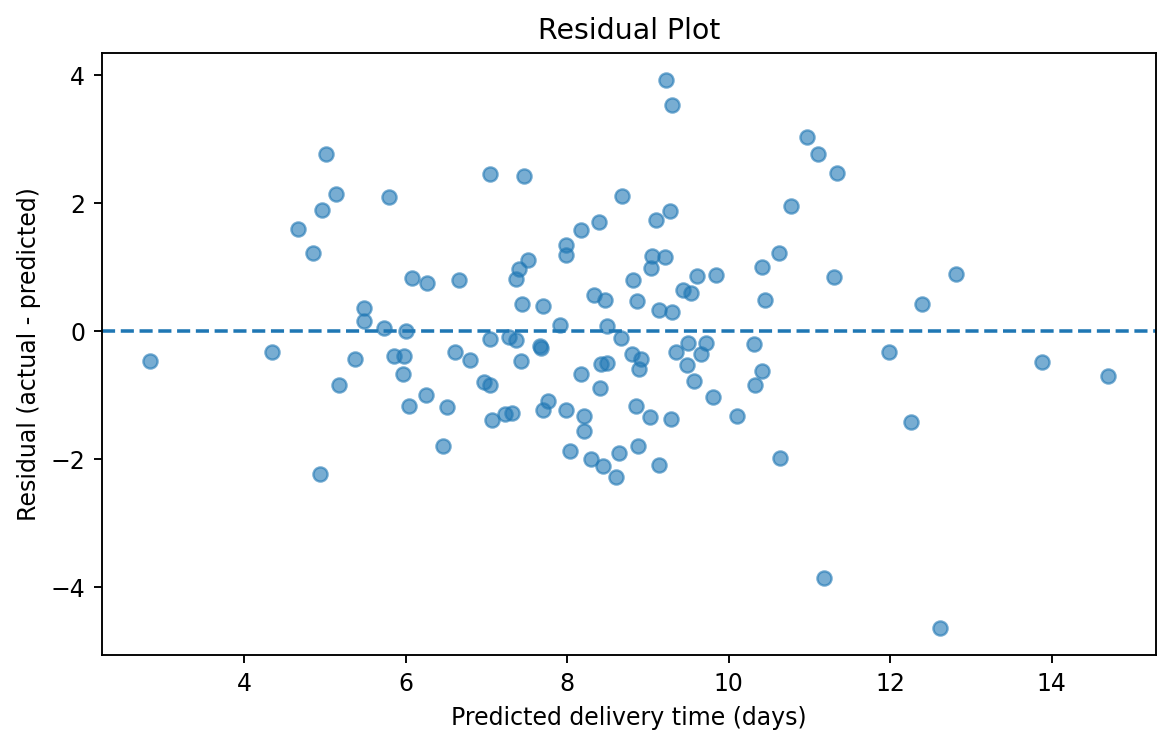 Residual Plot
Residual (actual - predicted)
4
2
0
−2
−4
4 6 8 10 12 14
Predicted delivery time (days)